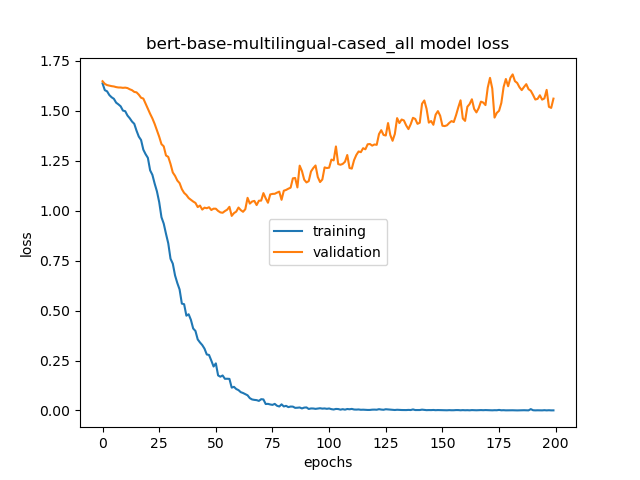 bert-base-multilingual-cased_all model loss
1.75
1.50
1.25
1.00
0.75
0.50
0.25
0.00
loss
training
validation
0 25 50 75 100 125 150 175 200
epochs